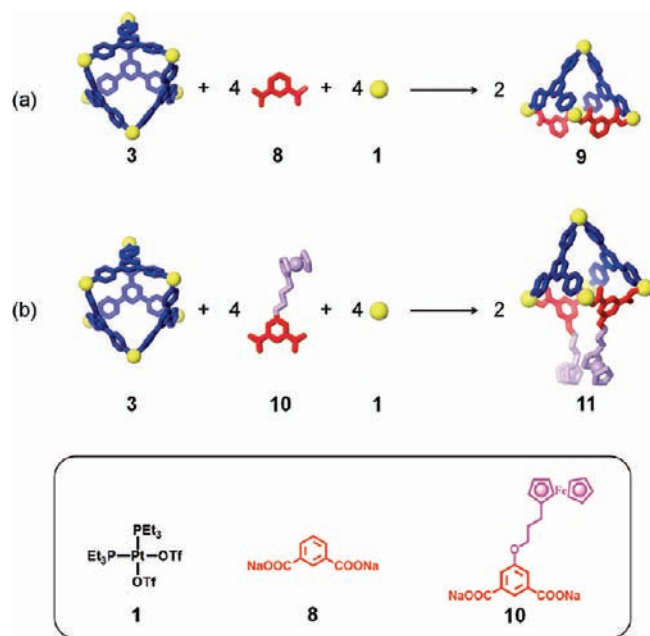 (a) + 4 + 4 2
3 8 1 9
(b) + 4 + 4 2
3 10 1 11
Fe
PEt3
Et3P-Pt-OTf
OTf
NaOOC COONa
O
NaOOC COONa
1 8 10